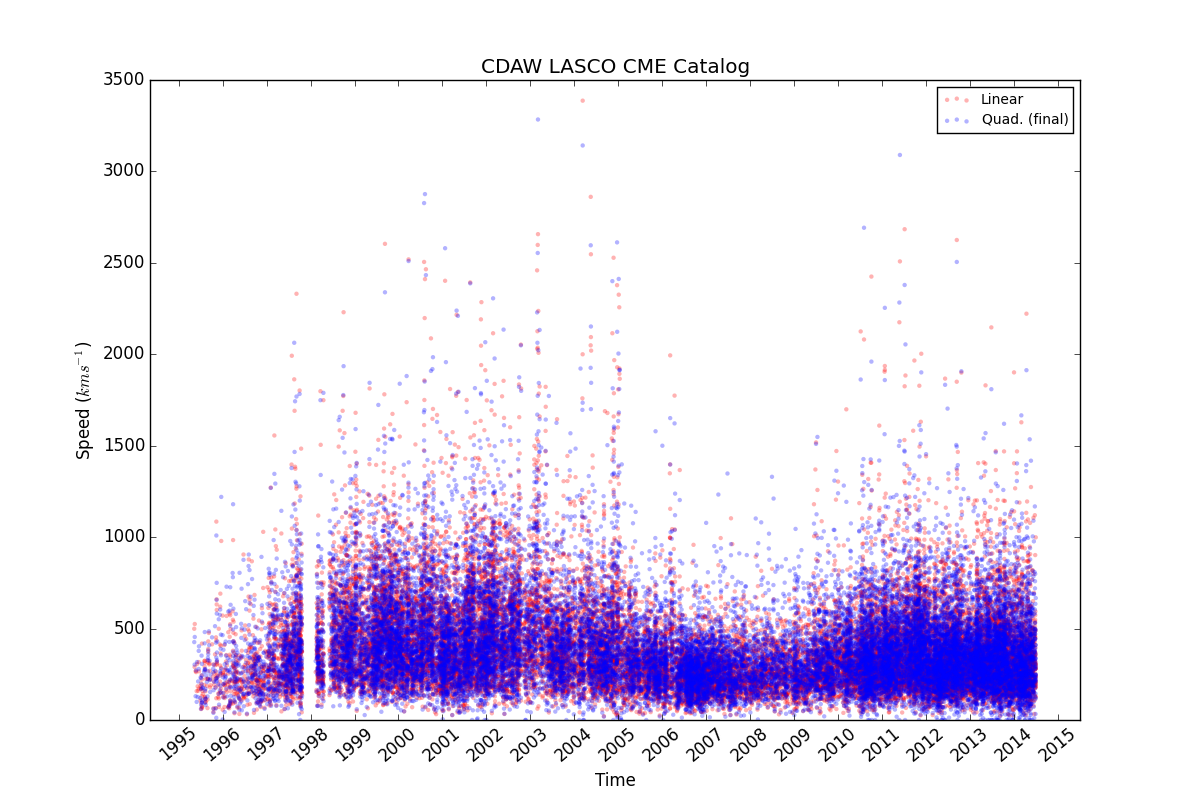 CDAW LASCO CME Catalog
3500
3000
2500
2000
1500
1000
500
0
Speed (kms⁻¹)
Linear
Quad. (final)
1995 1996 1997 1998 1999 2000 2001 2002 2003 2004 2005 2006 2007 2008 2009 2010 2011 2012 2013 2014 2015
Time